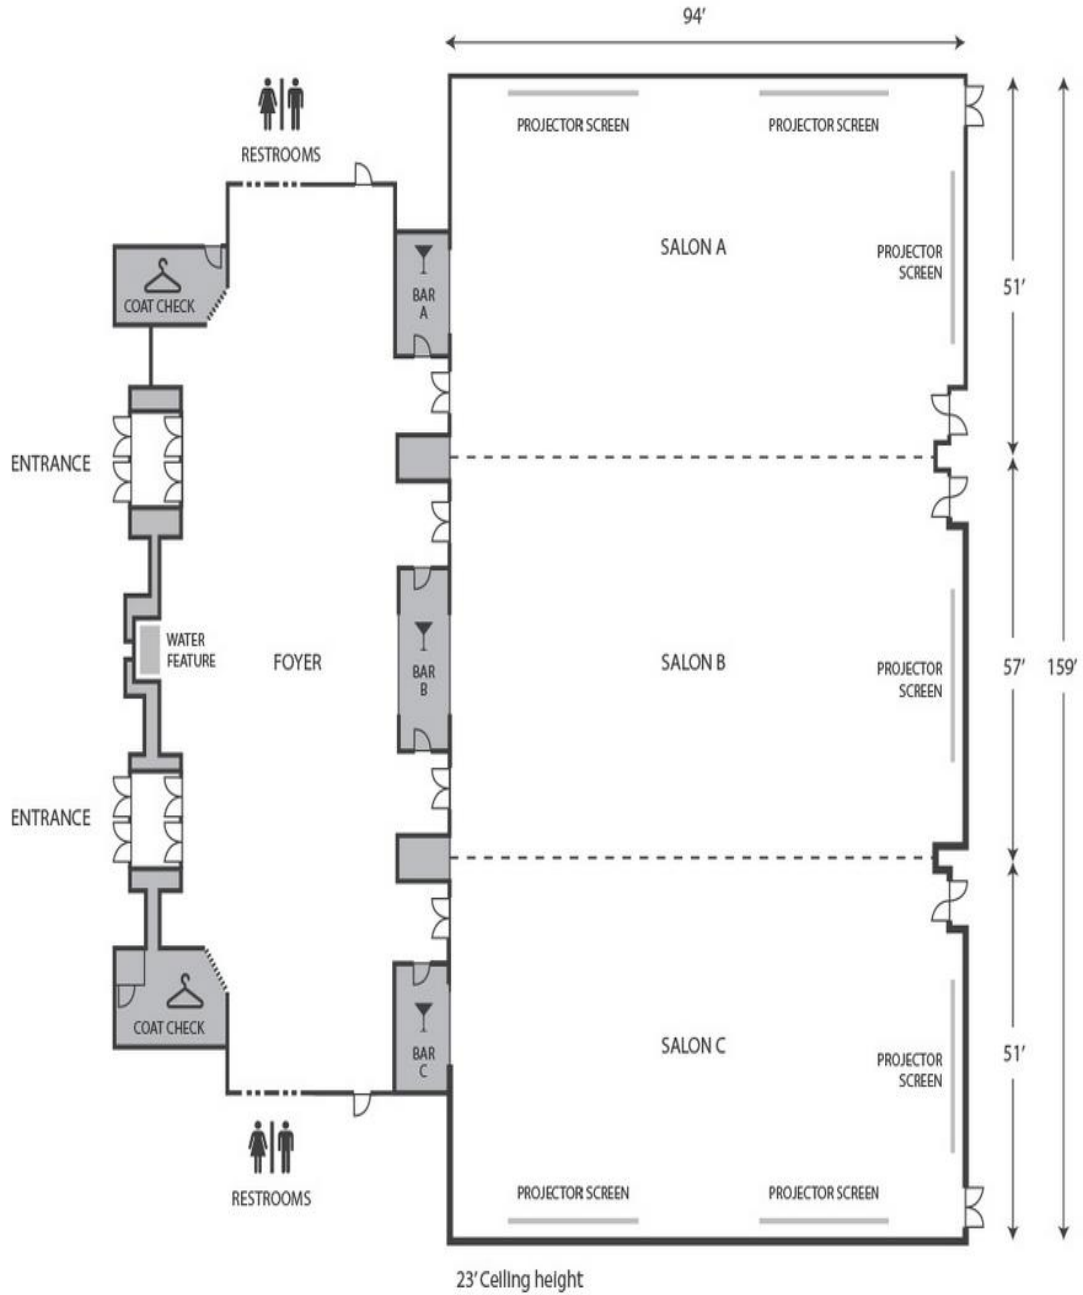 94′
RESTROOMS
PROJECTOR SCREEN
PROJECTOR SCREEN
SALON A
PROJECTOR
SCREEN
COAT CHECK
BAR
A
51′
ENTRANCE
WATER
FEATURE
FOYER
BAR
B
SALON B
PROJECTOR
SCREEN
57′
159′
ENTRANCE
COAT CHECK
BAR
C
SALON C
PROJECTOR
SCREEN
51′
RESTROOMS
PROJECTOR SCREEN
PROJECTOR SCREEN
23′ Ceiling height